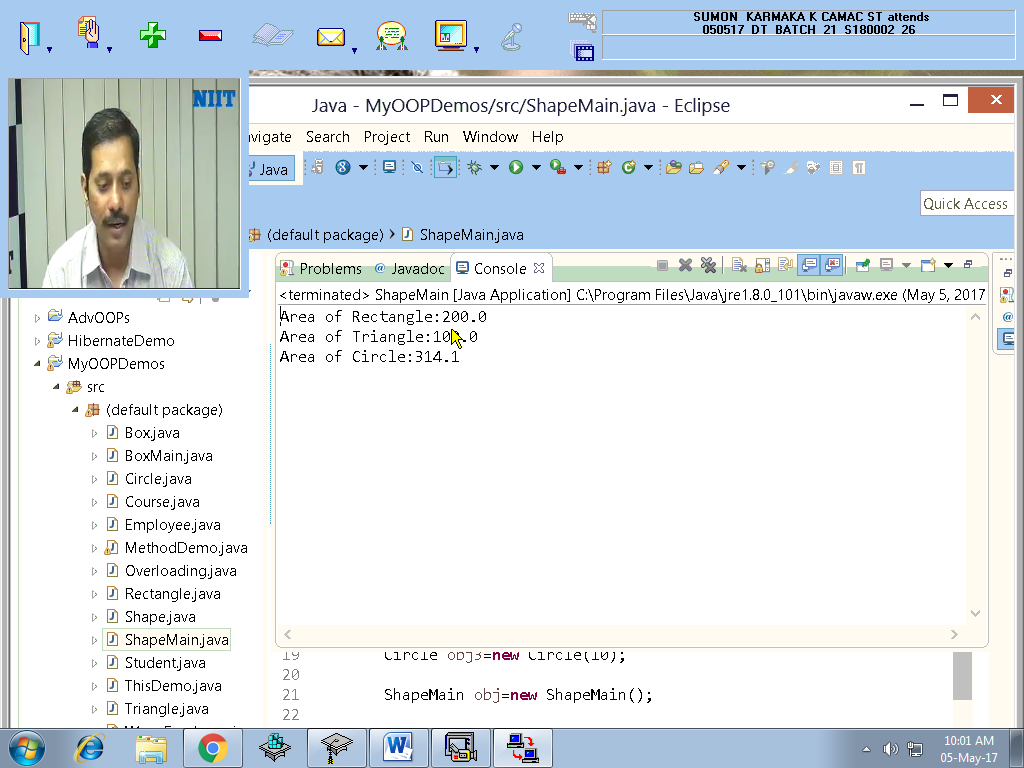 SUMON KARMAKA K CAMAC ST attends
050517 DT BATCH 21 S180002 26
NIIT
Java - MyOOPDemos/src/ShapeMain.java - Eclipse
Search Project Run Window Help
Java
Quick Access
(default package) ShapeMain.java
Problems @ Javadoc Console
<terminated> ShapeMain [Java Application] C:\Program Files\Java\jre1.8.0_101\bin\javaw.exe (May 5, 2017
Area of Rectangle:200.0
Area of Triangle:100.0
Area of Circle:314.1
AdvOOPs
HibernateDemo
MyOOPDemos
src
(default package)
Box.java
BoxMain.java
Circle.java
Course.java
Employee.java
MethodDemo.java
Overloading.java
Rectangle.java
Shape.java
ShapeMain.java
Student.java
ThisDemo.java
Triangle.java
19 Circle obj3=new Circle(10);
20
21 ShapeMain obj=new ShapeMain();
22
10:01 AM
05-May-17